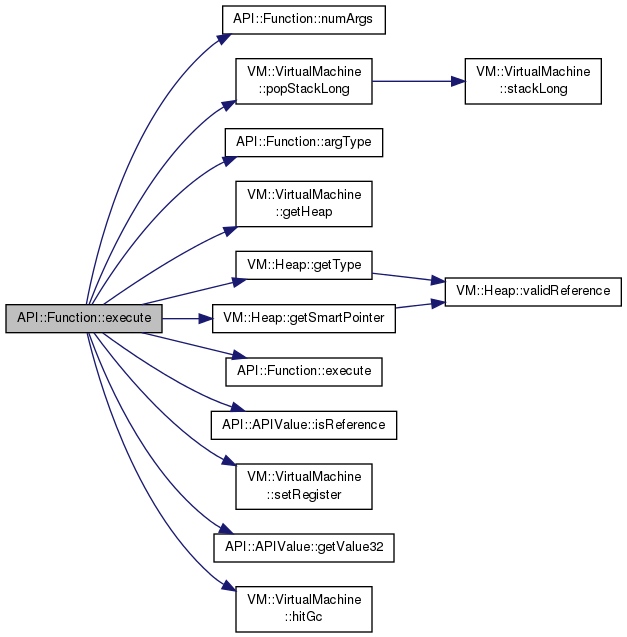 API::Function::numArgs
VM::VirtualMachine
::popStackLong
VM::VirtualMachine
::stackLong
API::Function::argType
VM::VirtualMachine
::getHeap
VM::Heap::getType
VM::Heap::validReference
API::Function::execute
VM::Heap::getSmartPointer
API::Function::execute
API::APIValue::isReference
VM::VirtualMachine
::setRegister
API::APIValue::getValue32
VM::VirtualMachine
::hitGc